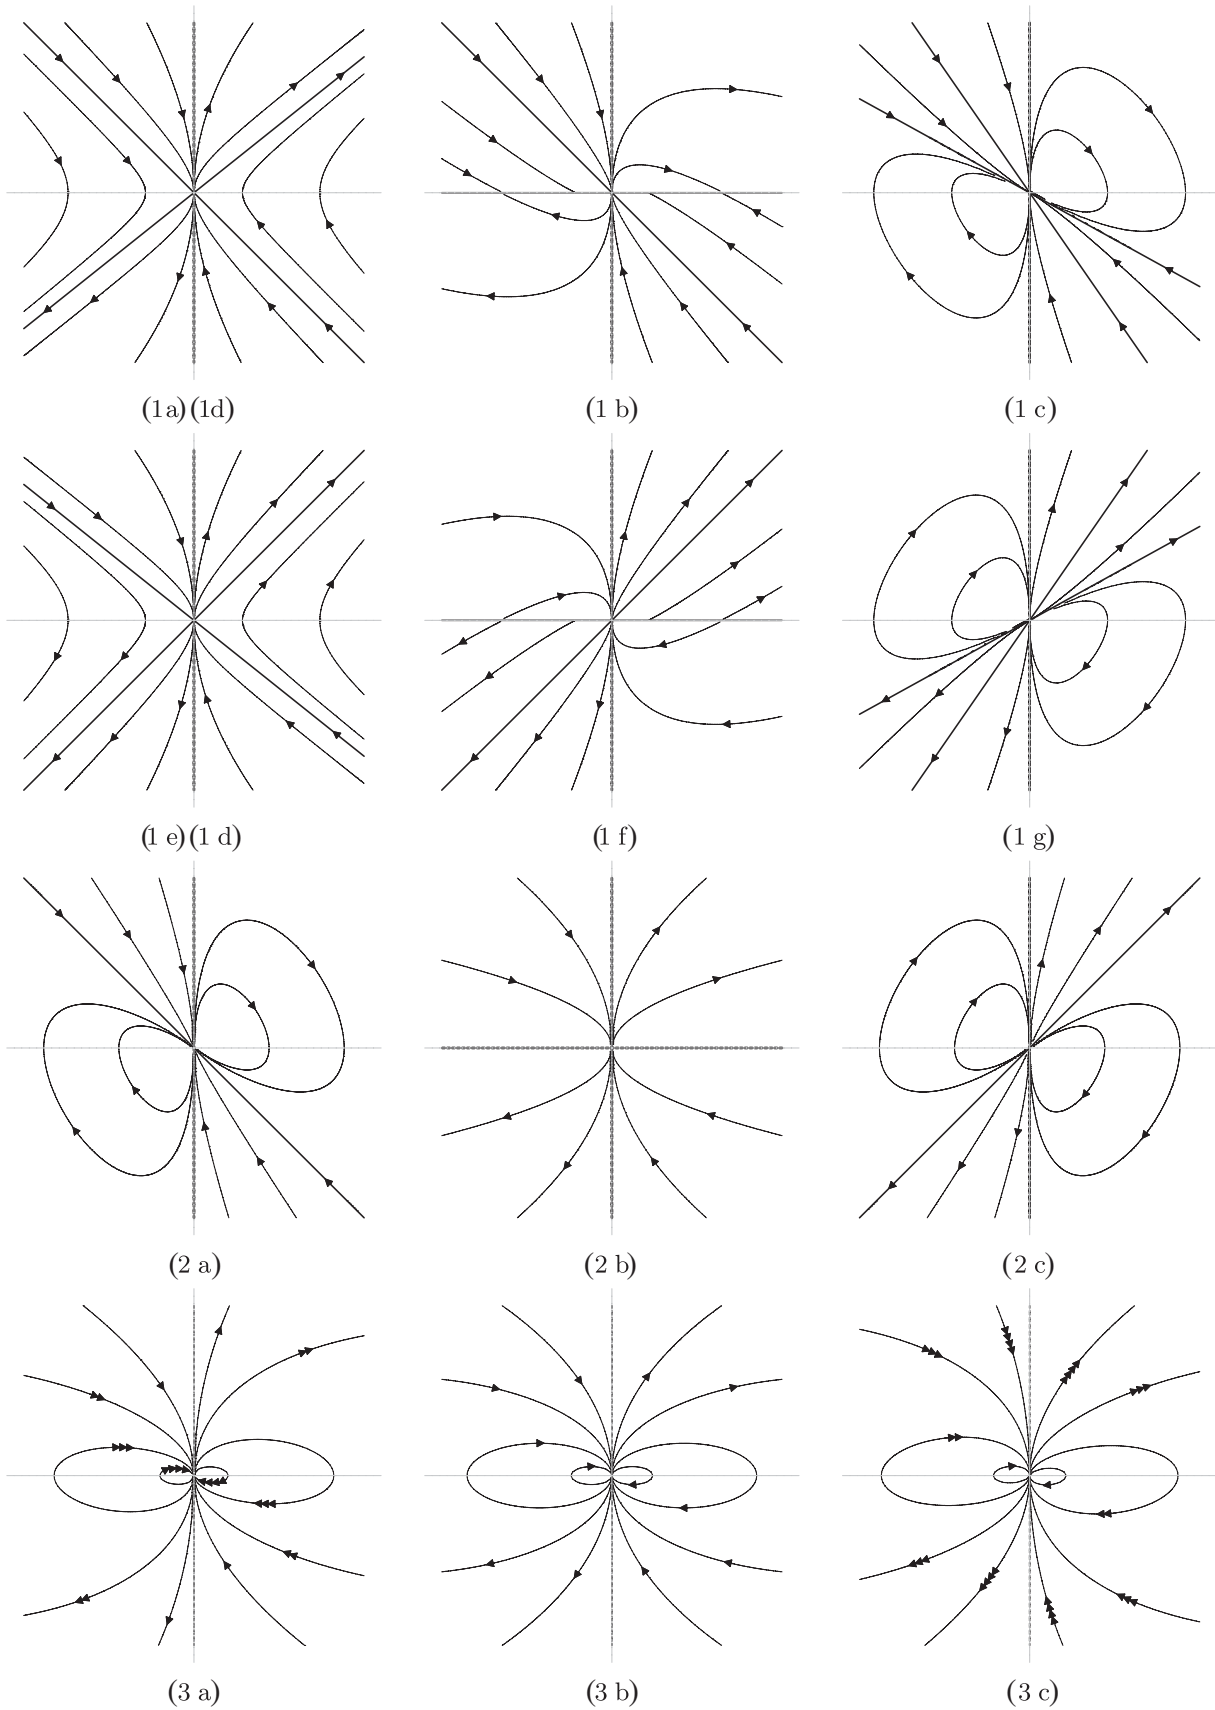 (1a)(1d) (1 b) (1 c)
(1 e)(1 d) (1 f) (1 g)
(2 a) (2 b) (2 c)
(3 a) (3 b) (3 c)